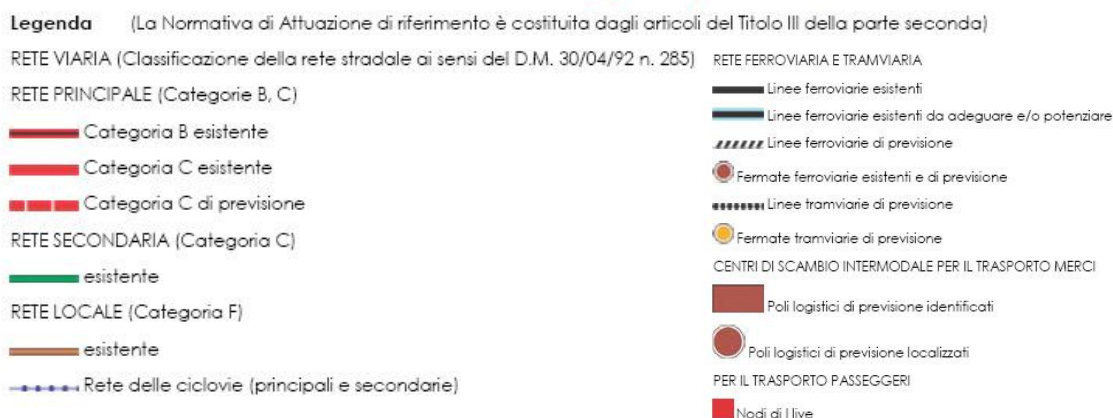 Legenda (La Normativa di Attuazione di riferimento è costituita dagli articoli del Titolo III della parte seconda)
RETE VIARIA (Classificazione della rete stradale ai sensi del D.M. 30/04/92 n. 285)
RETE PRINCIPALE (Categorie B, C)
Categoria B esistente
Categoria C esistente
Categoria C di previsione
RETE SECONDARIA (Categoria C)
esistente
RETE LOCALE (Categoria F)
esistente
Rete delle ciclovie (principali e secondarie)
RETE FERROVIARIA E TRAMVIARIA
Linee ferroviarie esistenti
Linee ferroviarie esistenti da adeguare e/o potenziare
Linee ferroviarie di previsione
Fermate ferroviarie esistenti e di previsione
Linee tramviarie di previsione
Fermate tramviarie di previsione
CENTRI DI SCAMBIO INTERMODALE PER IL TRASPORTO MERCI
Poli logistici di previsione identificati
Poli logistici di previsione localizzati
PER IL TRASPORTO PASSEGGERI
Nodi di I live